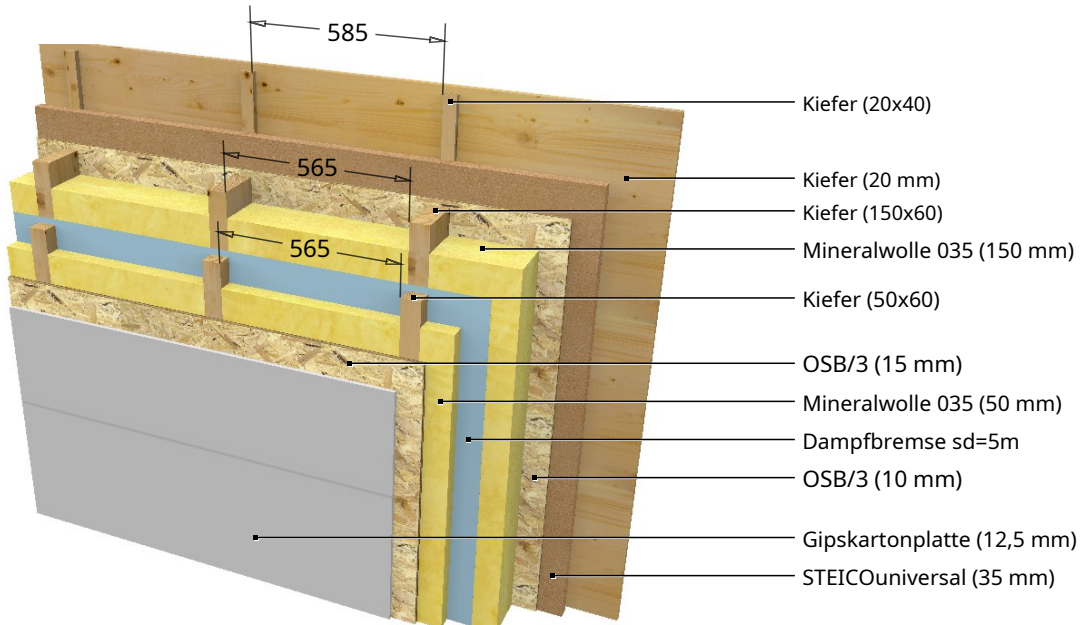 585
Kiefer (20x40)
565
Kiefer (20 mm)
Kiefer (150x60)
565
Mineralwolle 035 (150 mm)
Kiefer (50x60)
OSB/3 (15 mm)
Mineralwolle 035 (50 mm)
Dampfbremse sd=5m
OSB/3 (10 mm)
Gipskartonplatte (12,5 mm)
STEICOuniversal (35 mm)